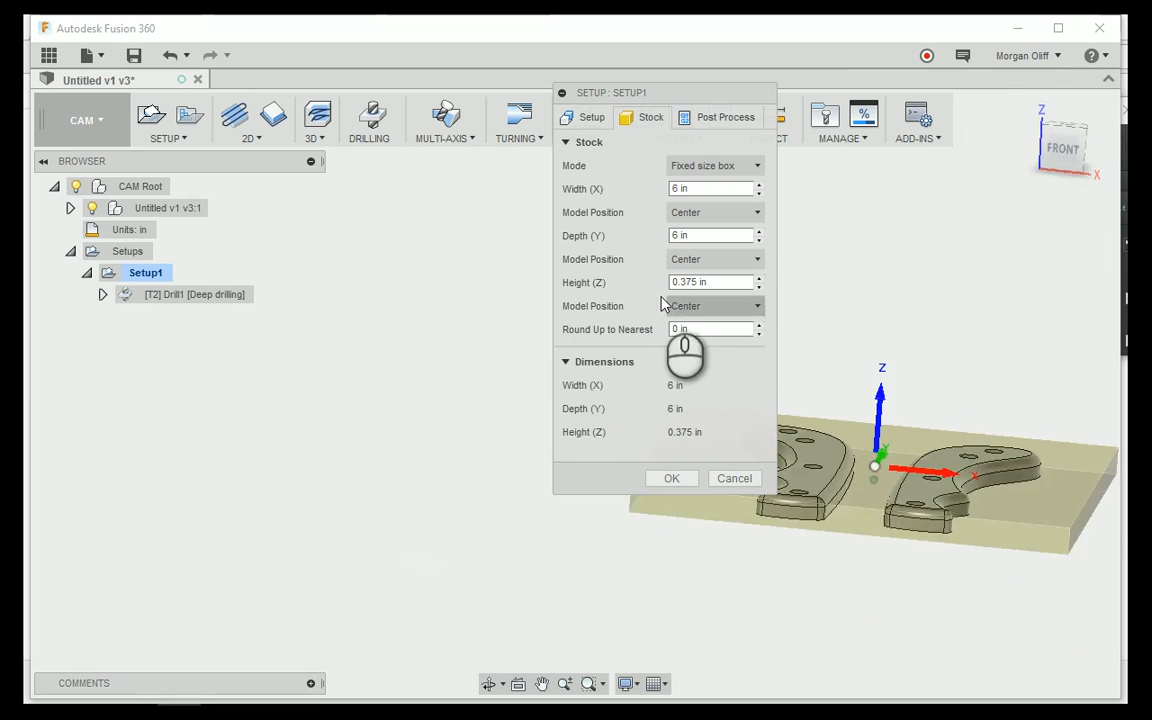 Autodesk Fusion 360
Morgan Oliff
Untitled v1 v3*
CAM
SETUP
2D
3D
DRILLING
MULTI-AXIS
TURNING
MANAGE
ADD-INS
BROWSER
CAM Root
Untitled v1 v3:1
Units: in
Setups
Setup1
[T2] Drill1 [Deep drilling]
SETUP : SETUP1
Setup Stock Post Process
Stock
Mode Fixed size box
Width (X) 6 in
Model Position Center
Depth (Y) 6 in
Model Position Center
Height (Z) 0.375 in
Model Position Center
Round Up to Nearest 0 in
Dimensions
Width (X) 6 in
Depth (Y) 6 in
Height (Z) 0.375 in
OK Cancel
Z
FRONT
X
Z
Y
X
COMMENTS